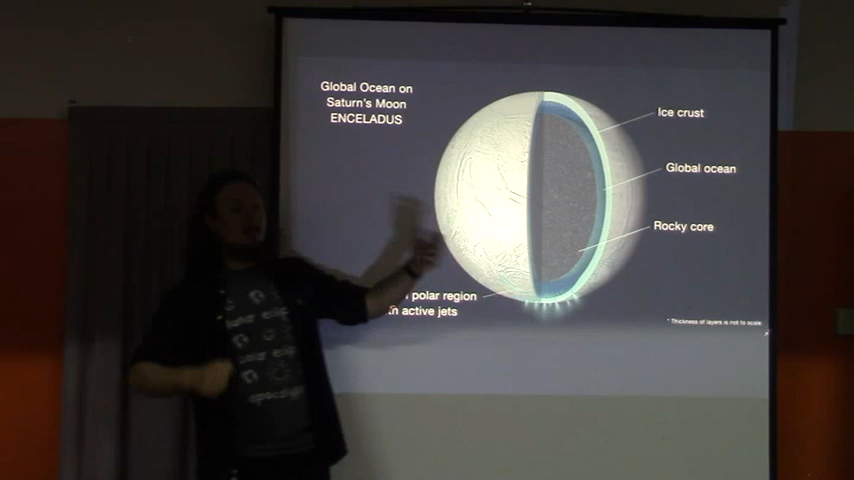 Global Ocean on
Saturn's Moon
ENCELADUS
Ice crust
Global ocean
Rocky core
polar region
active jets
* Thickness of layers is not to scale